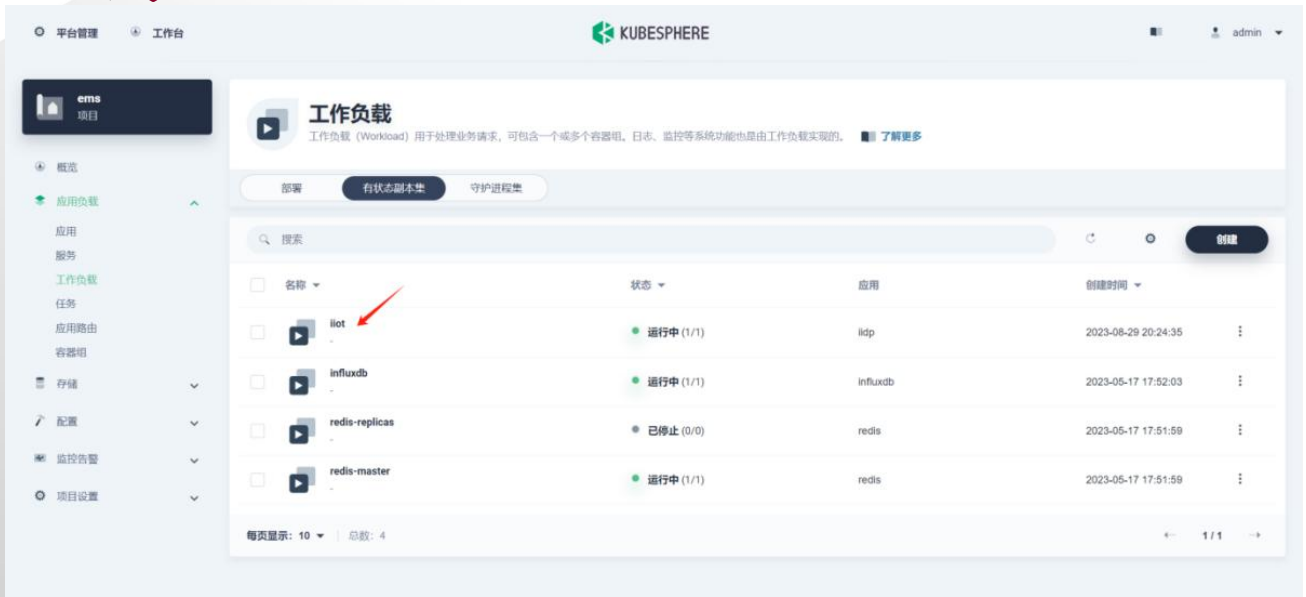 平台管理 工作台 KUBESPHERE admin
ems
项目
工作负载
工作负载（Workload）用于处理业务请求，可包含一个或多个容器组。日志、监控等系统功能也是由工作负载实现的。 了解更多
概览
部署 有状态副本集 守护进程集
应用负载
应用
服务
工作负载
任务
应用路由
容器组
存储
配置
监控告警
项目设置
搜索 创建
名称 状态 应用 创建时间
iiot 运行中 (1/1) iidp 2023-08-29 20:24:35
-
influxdb 运行中 (1/1) influxdb 2023-05-17 17:52:03
-
redis-replicas 已停止 (0/0) redis 2023-05-17 17:51:59
-
redis-master 运行中 (1/1) redis 2023-05-17 17:51:59
-
每页显示: 10 总数: 4 1 / 1